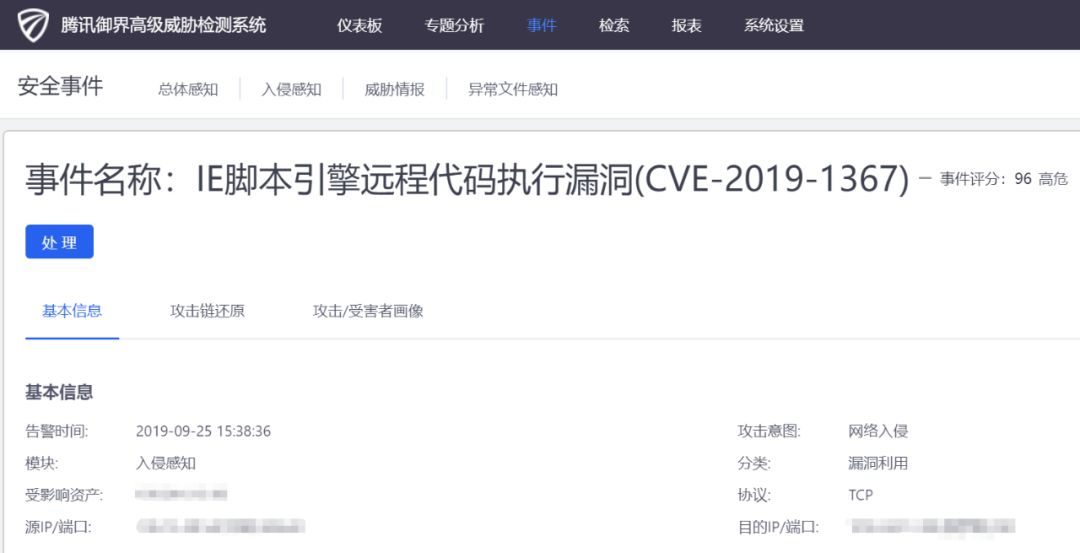 腾讯御界高级威胁检测系统 仪表板 专题分析 事件 检索 报表 系统设置
安全事件 总体感知 入侵感知 威胁情报 异常文件感知
事件名称：IE脚本引擎远程代码执行漏洞(CVE-2019-1367) — 事件评分：96 高危
处 理
基本信息 攻击链还原 攻击/受害者画像
基本信息
告警时间: 2019-09-25 15:38:36 攻击意图: 网络入侵
模块: 入侵感知 分类: 漏洞利用
受影响资产: 协议: TCP
源IP/端口: 目的IP/端口: